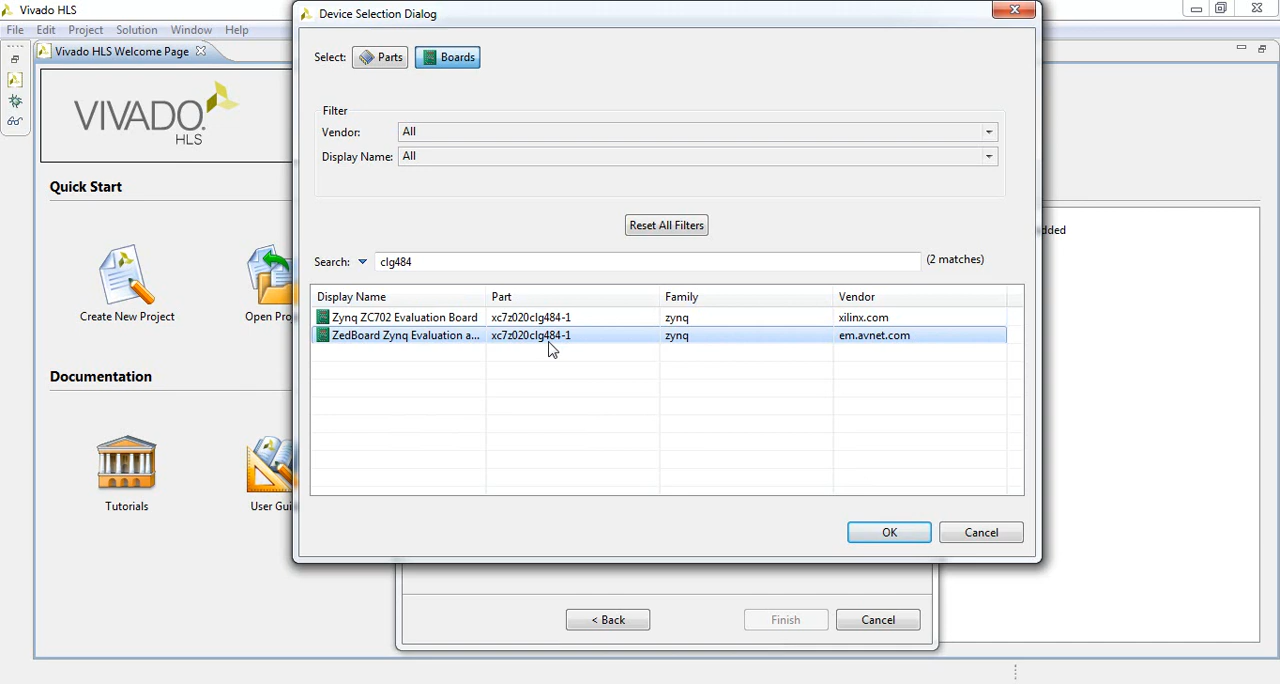 Vivado HLS
File Edit Project Solution Window Help
Vivado HLS Welcome Page
VIVADO.
HLS
Quick Start
Create New Project
Open Proj
Documentation
Tutorials
User Gui
Device Selection Dialog
Select: Parts Boards
Filter
Vendor: All
Display Name: All
Reset All Filters
Search: clg484 (2 matches)
Display Name Part Family Vendor
Zynq ZC702 Evaluation Board xc7z020clg484-1 zynq xilinx.com
ZedBoard Zynq Evaluation a... xc7z020clg484-1 zynq em.avnet.com
OK Cancel
dded
< Back Finish Cancel